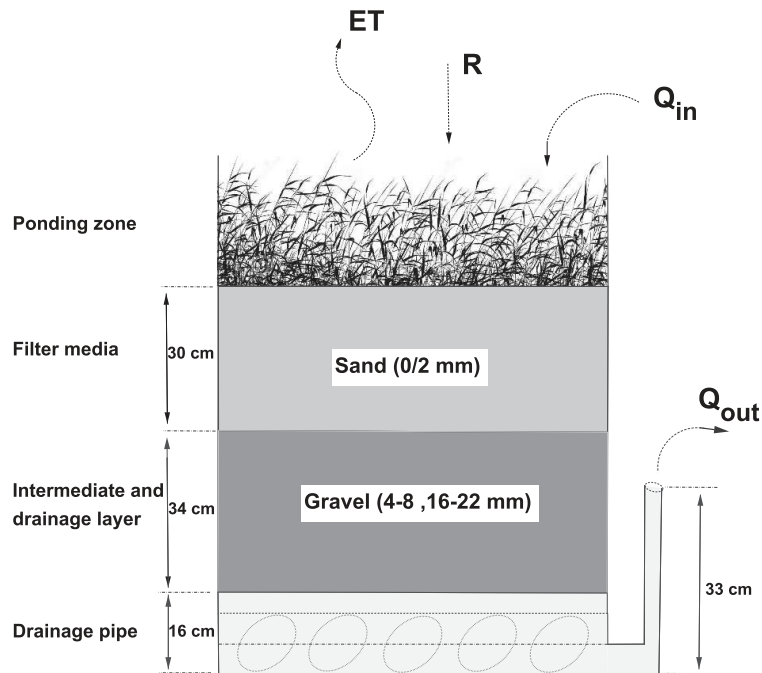 ET
R
Qin
Ponding zone
Filter media
30 cm
Sand (0/2 mm)
Qout
Intermediate and
drainage layer
34 cm
Gravel (4-8 ,16-22 mm)
33 cm
Drainage pipe
16 cm